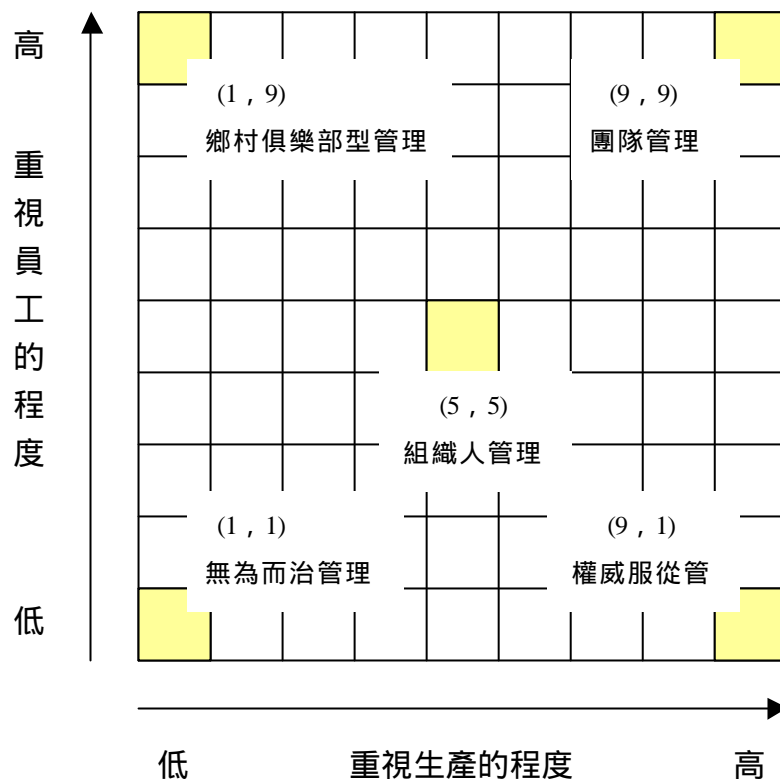 高
重視員工的程度
低
(1 , 9)
鄉村俱樂部型管理
(9 , 9)
團隊管理
(5 , 5)
組織人管理
(1 , 1)
無為而治管理
(9 , 1)
權威服從管
低
重視生產的程度
高